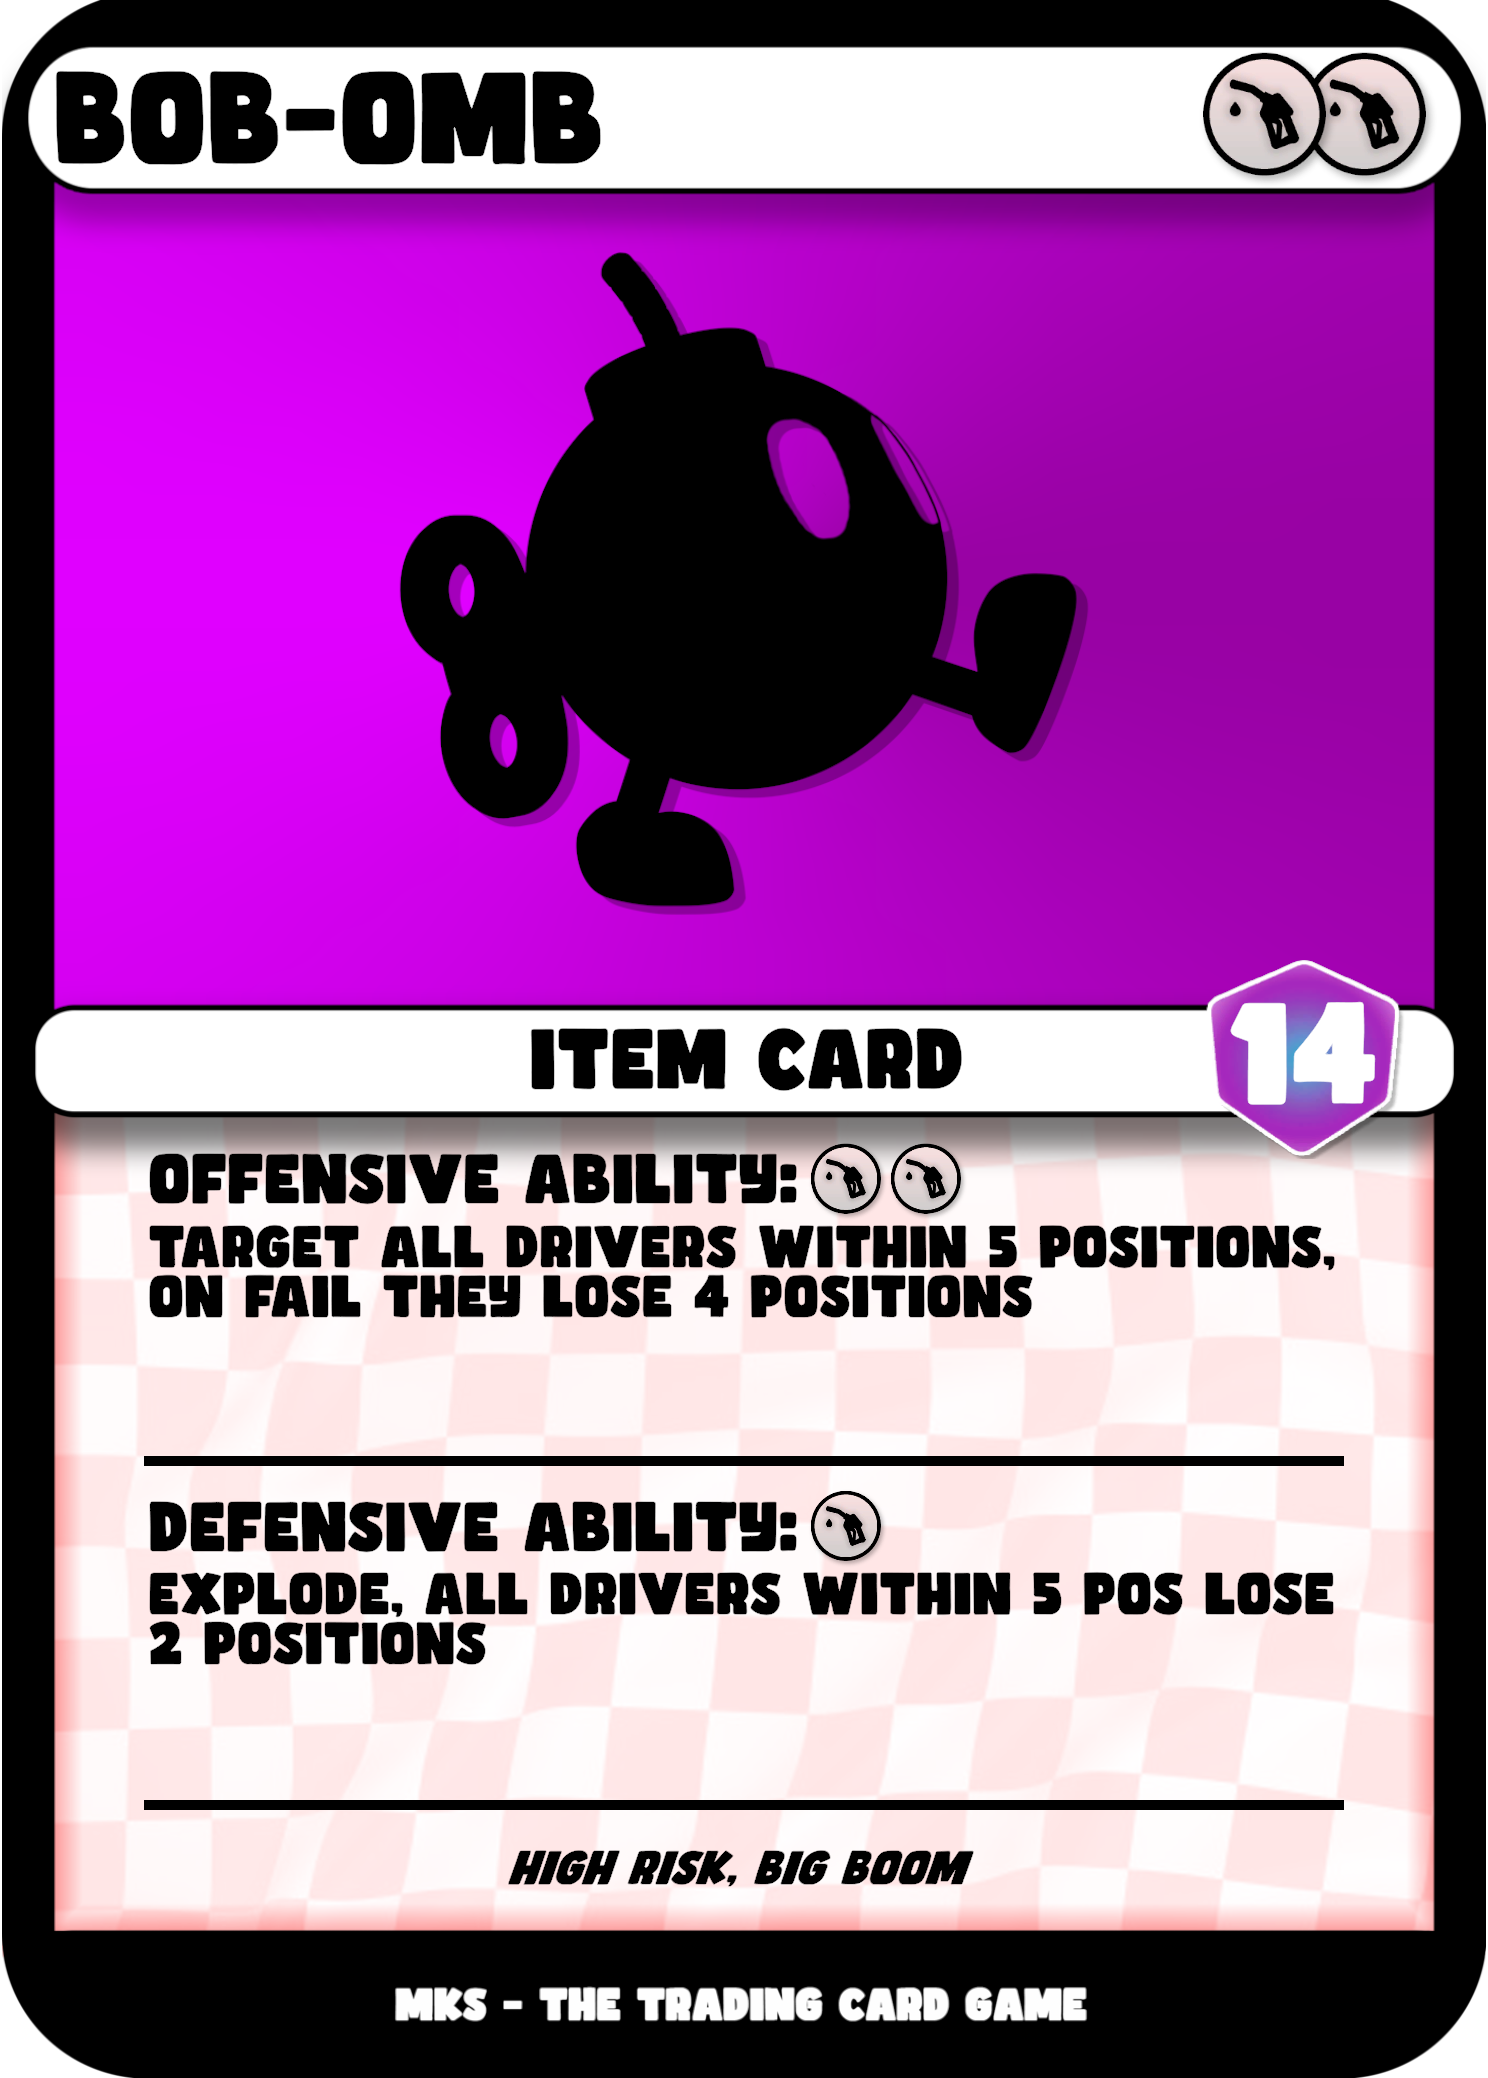 BOB-OMB
ITEM CARD
14
OFFENSIVE ABILITY:
TARGET ALL DRIVERS WITHIN 5 POSITIONS,
ON FAIL THEY LOSE 4 POSITIONS
DEFENSIVE ABILITY:
EXPLODE, ALL DRIVERS WITHIN 5 POS LOSE
2 POSITIONS
HIGH RISK, BIG BOOM
MKS - THE TRADING CARD GAME